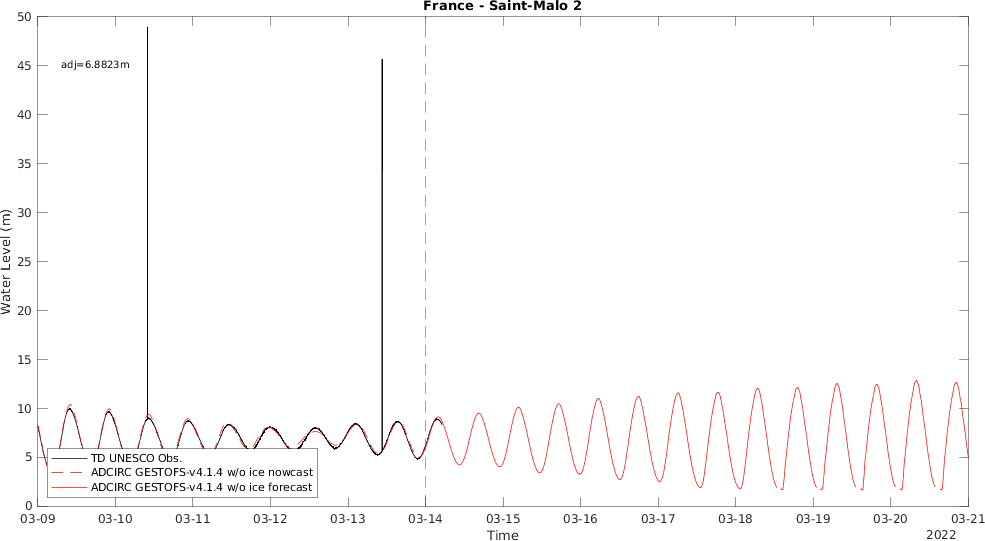 France - Saint-Malo 2
50
45
40
35
30
25
20
15
10
5
0
Water Level (m)
adj=6.8823m
TD UNESCO Obs.
ADCIRC GESTOFS-v4.1.4 w/o ice nowcast
ADCIRC GESTOFS-v4.1.4 w/o ice forecast
03-09 03-10 03-11 03-12 03-13 03-14 03-15 03-16 03-17 03-18 03-19 03-20 03-21
Time
2022